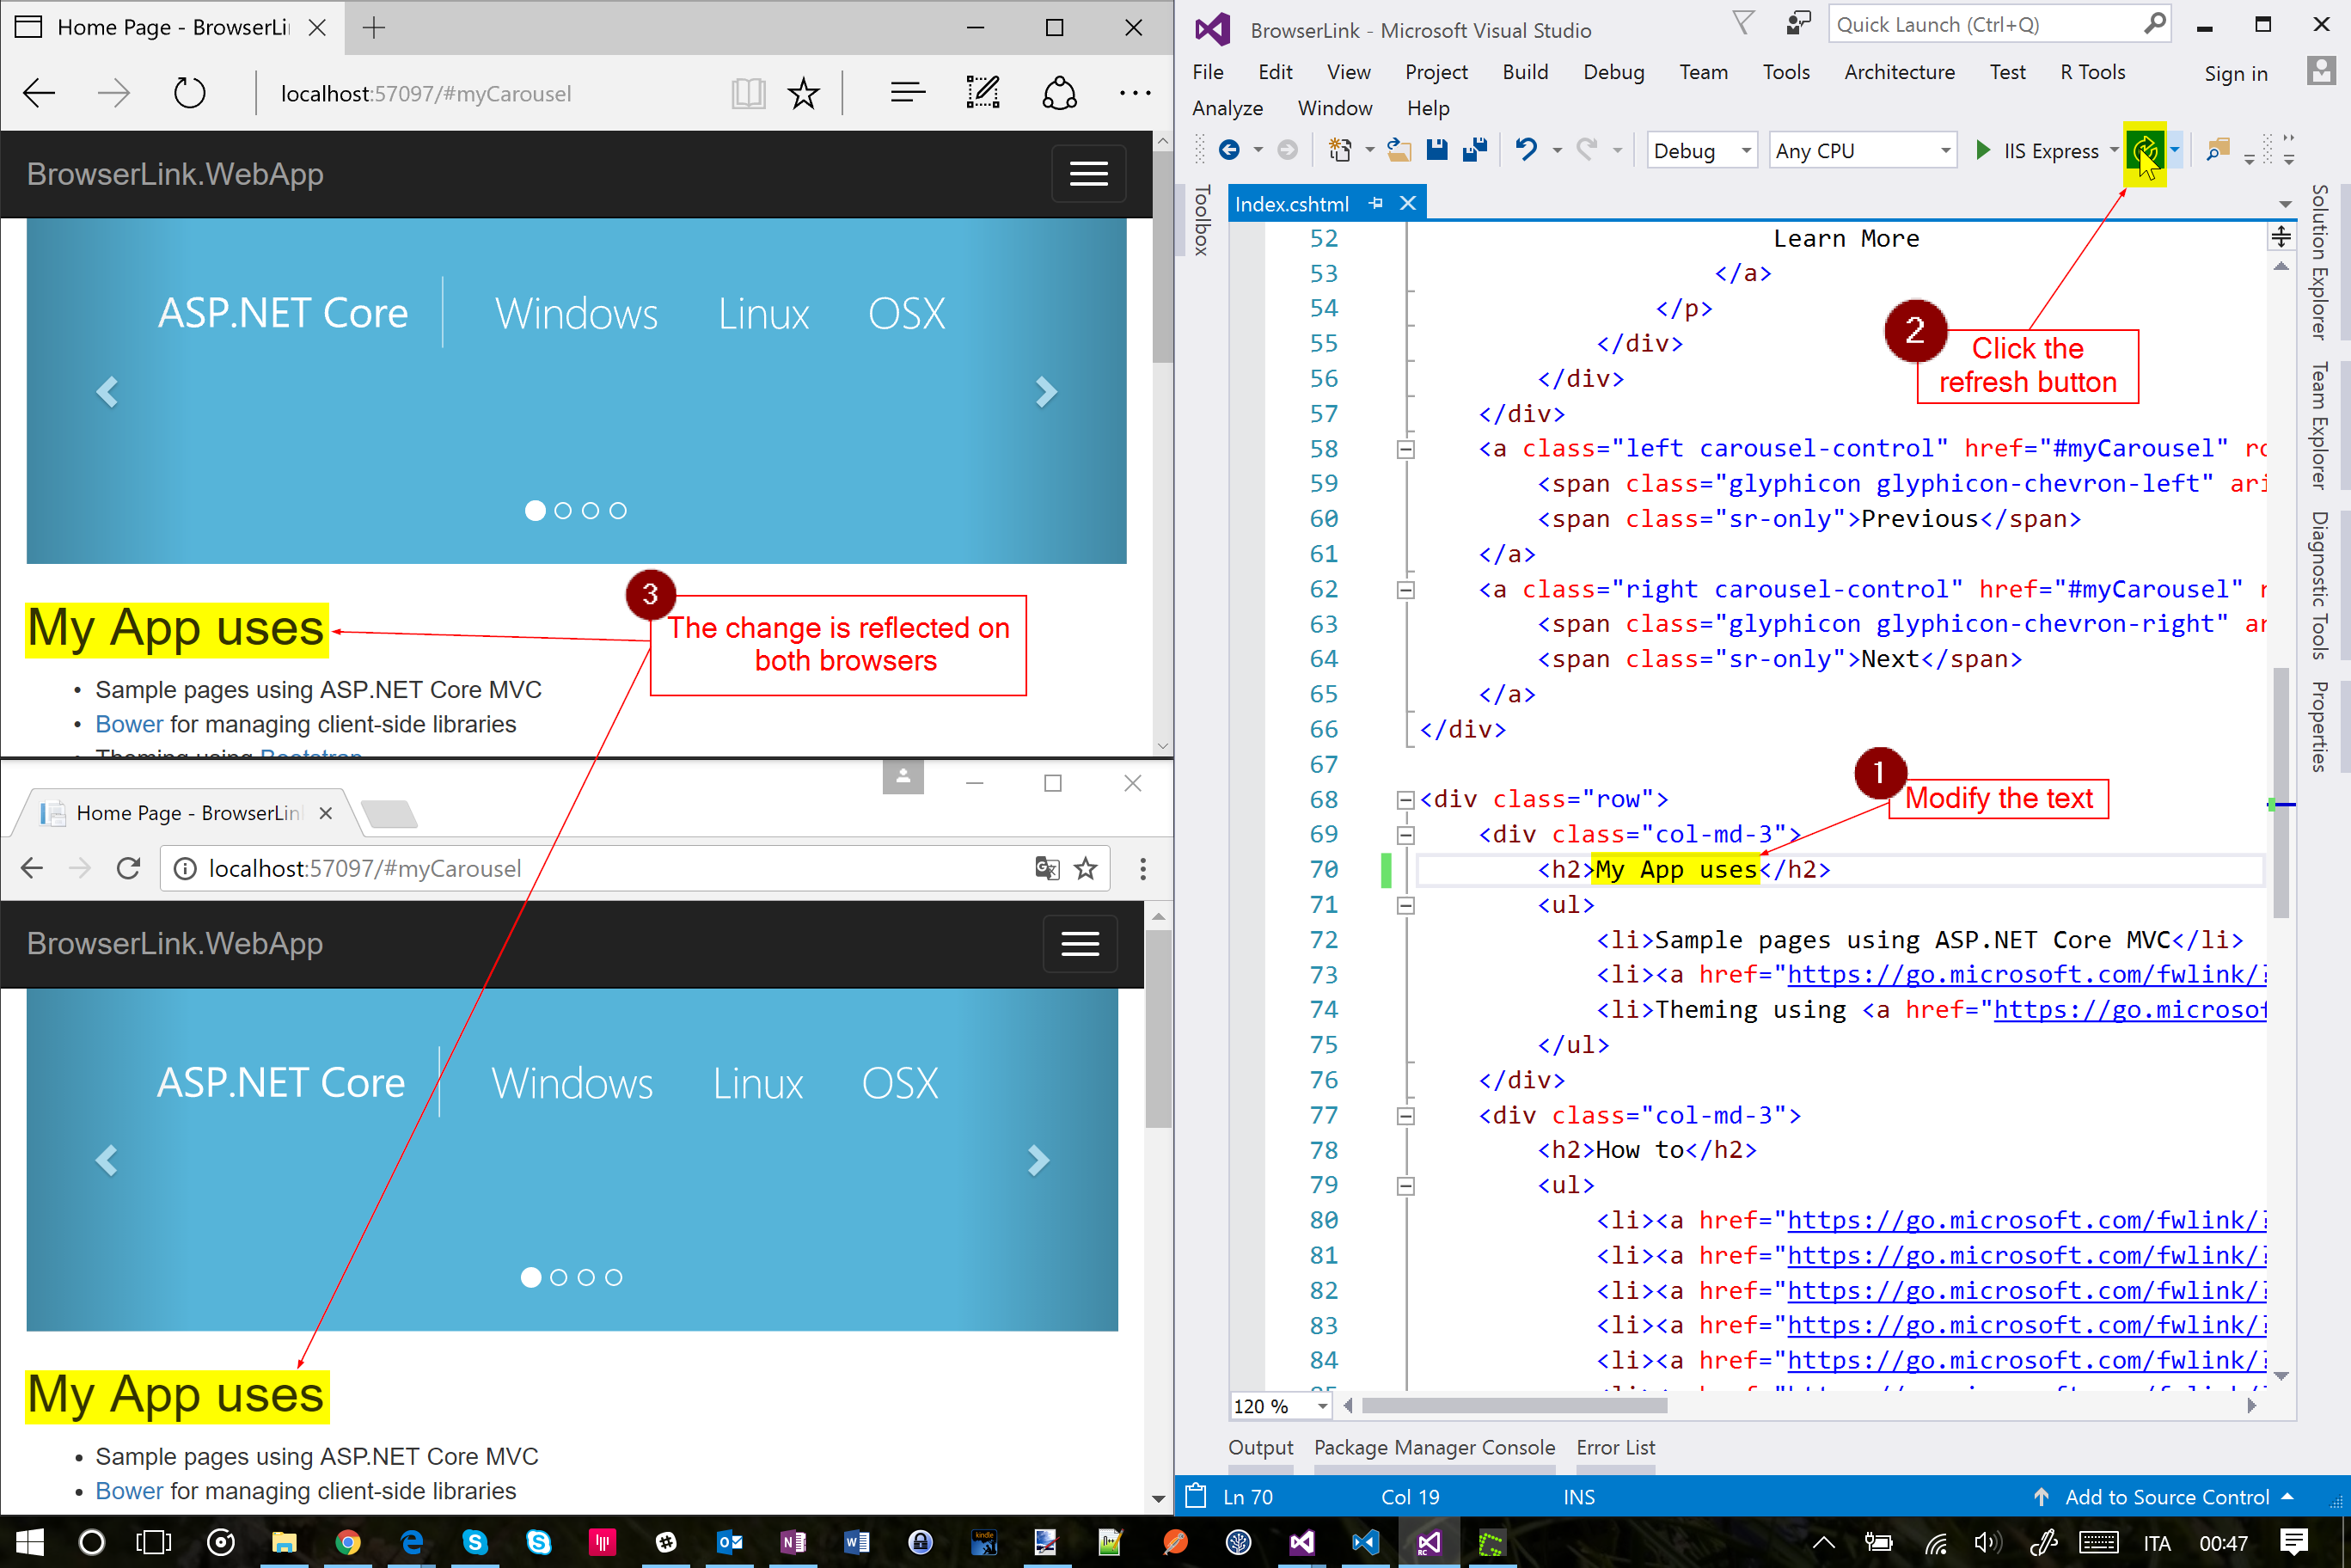 Home Page - BrowserLi
localhost:57097/#myCarousel
BrowserLink.WebApp
ASP.NET Core Windows Linux OSX
3
The change is reflected on
both browsers
My App uses
Sample pages using ASP.NET Core MVC
Bower for managing client-side libraries
Theming using Bootstrap
Home Page - BrowserLin
localhost:57097/#myCarousel
BrowserLink.WebApp
ASP.NET Core Windows Linux OSX
My App uses
Sample pages using ASP.NET Core MVC
Bower for managing client-side libraries
BrowserLink - Microsoft Visual Studio
Quick Launch (Ctrl+Q)
File Edit View Project Build Debug Team Tools Architecture Test R Tools Sign in
Analyze Window Help
Debug Any CPU IIS Express
Toolbox
Index.cshtml
2
Click the
refresh button
52 Learn More
53 </a>
54 </p>
55 </div>
56 </div>
57 </div>
58 <a class="left carousel-control" href="#myCarousel" ro
59 <span class="glyphicon glyphicon-chevron-left" ari
60 <span class="sr-only">Previous</span>
61 </a>
62 <a class="right carousel-control" href="#myCarousel" r
63 <span class="glyphicon glyphicon-chevron-right" ar
64 <span class="sr-only">Next</span>
65 </a>
66 </div>
67
1
Modify the text
68 <div class="row">
69 <div class="col-md-3">
70 <h2>My App uses</h2>
71 <ul>
72 <li>Sample pages using ASP.NET Core MVC</li>
73 <li><a href="https://go.microsoft.com/fwlink/?
74 <li>Theming using <a href="https://go.microsof
75 </ul>
76 </div>
77 <div class="col-md-3">
78 <h2>How to</h2>
79 <ul>
80 <li><a href="https://go.microsoft.com/fwlink/?
81 <li><a href="https://go.microsoft.com/fwlink/?
82 <li><a href="https://go.microsoft.com/fwlink/?
83 <li><a href="https://go.microsoft.com/fwlink/?
84 <li><a href="https://go.microsoft.com/fwlink/?
Solution Explorer
Team Explorer
Diagnostic Tools
Properties
120 %
Output Package Manager Console Error List
Ln 70 Col 19 INS Add to Source Control
ITA 00:47